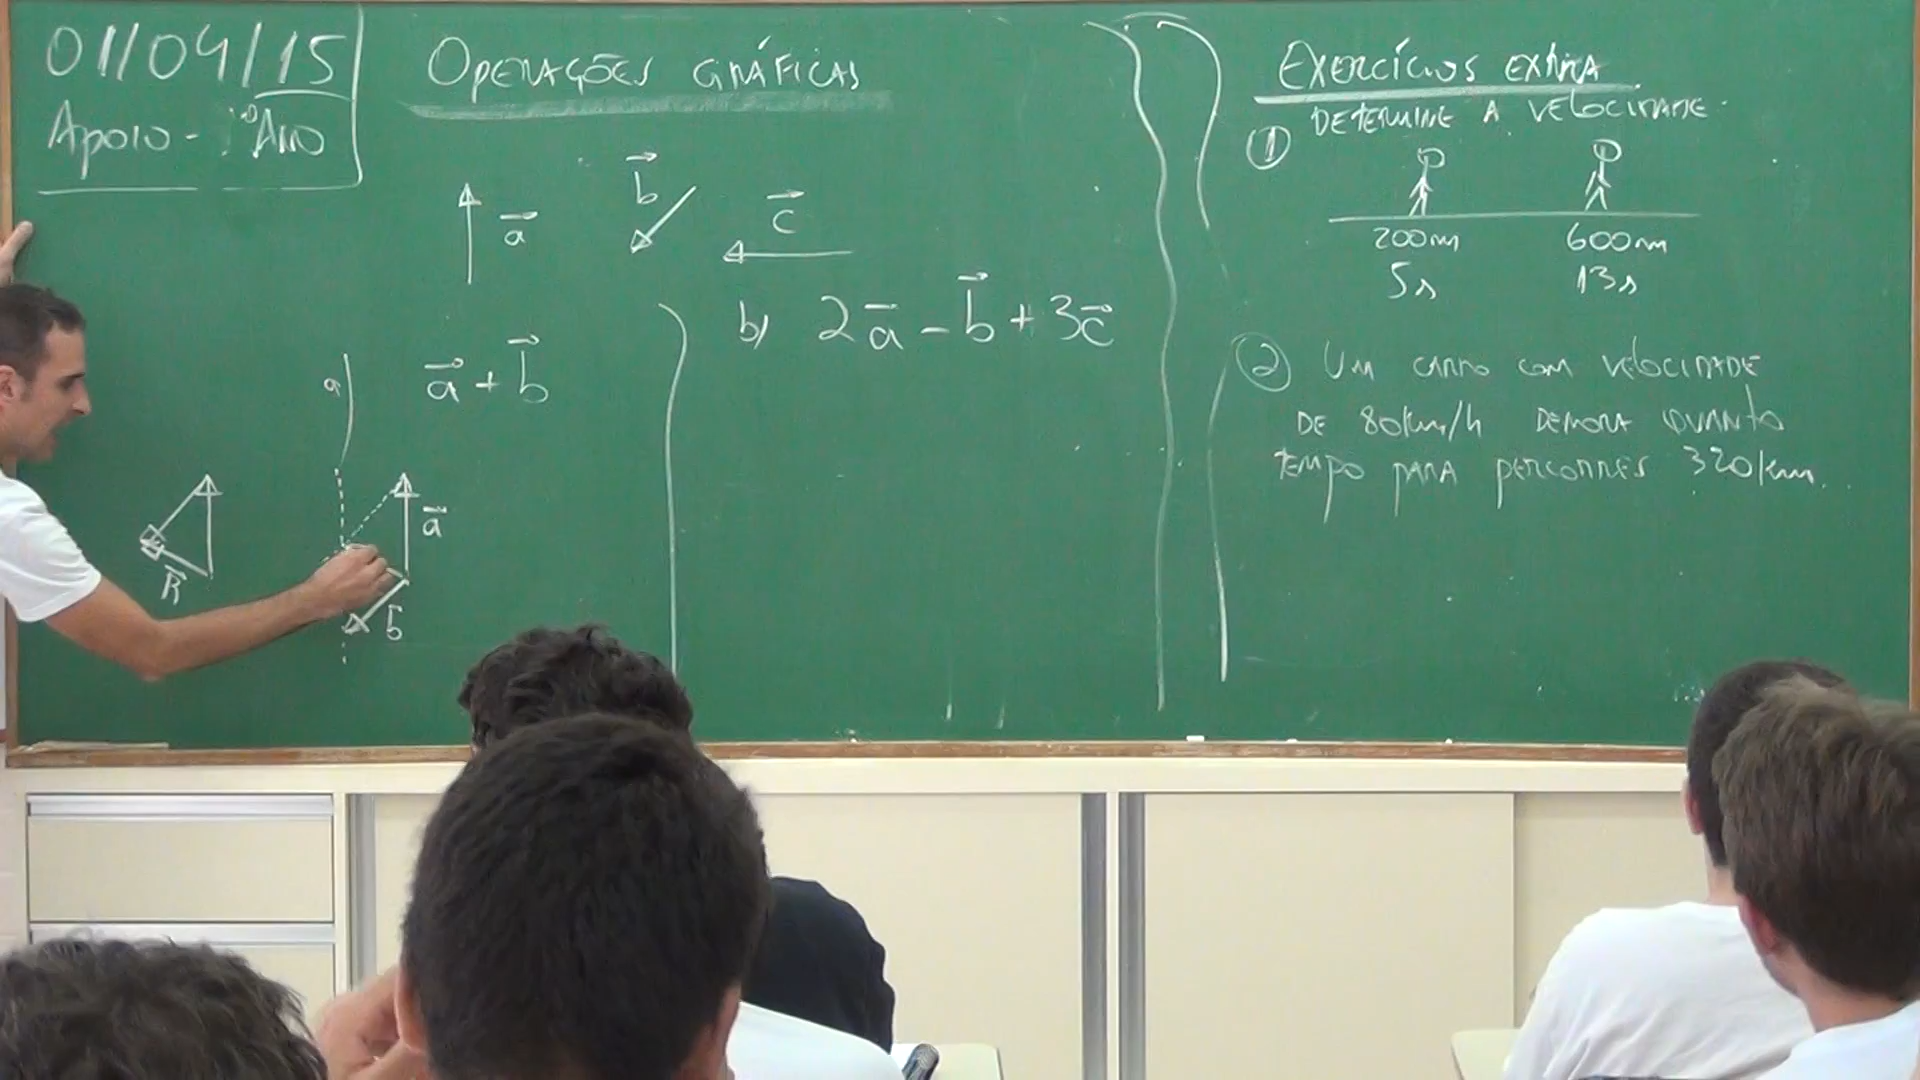 01/04/15
Apoio - 1º Ano
Operações gráficas
a
b
c
a + b
a
a
b
R
b) 2a - b + 3c
Exercícios extra
Determine a velocidade.
1
200m 600m
5s 13s
2 Um carro com velocidade
de 80km/h demora quanto
tempo para percorrer 320km.